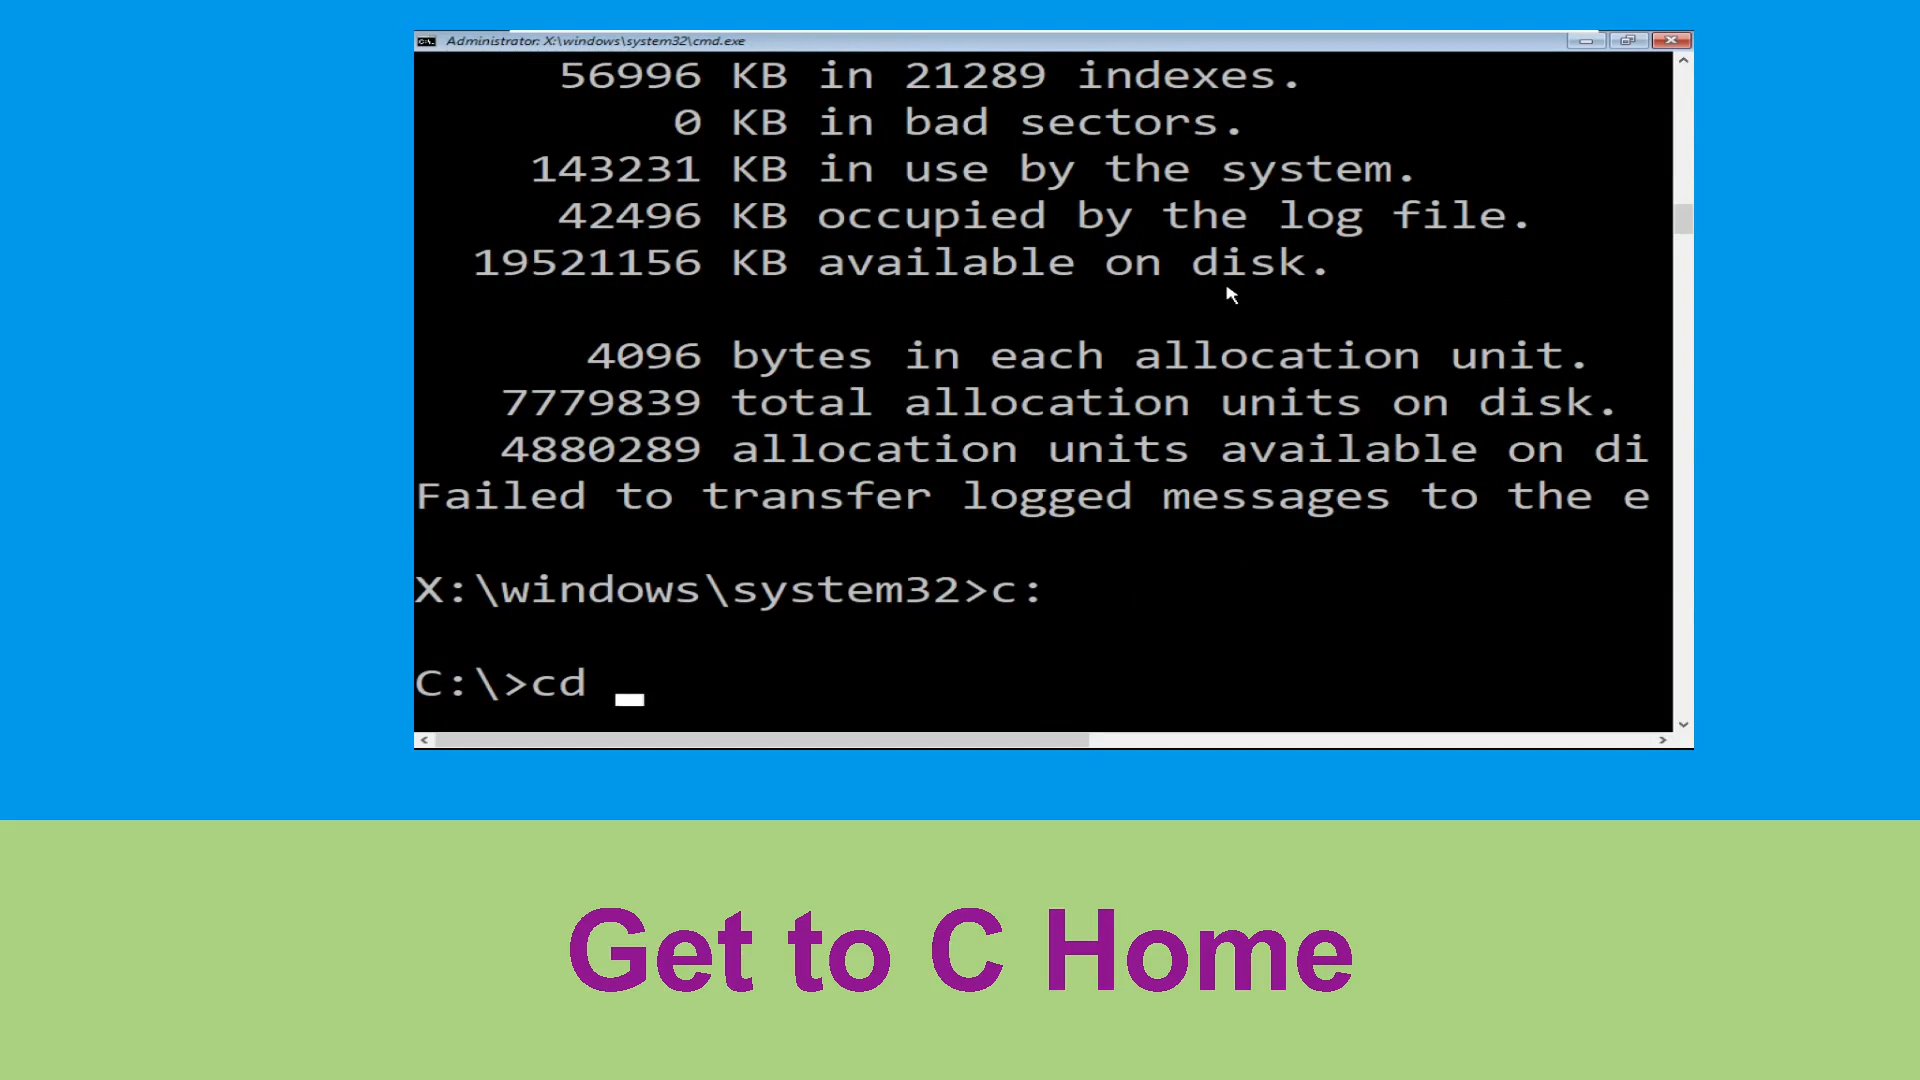 Administrator: X:\windows\system32\cmd.exe
56996 KB in 21289 indexes.
0 KB in bad sectors.
143231 KB in use by the system.
42496 KB occupied by the log file.
19521156 KB available on disk.
4096 bytes in each allocation unit.
7779839 total allocation units on disk.
4880289 allocation units available on di
Failed to transfer logged messages to the e
X:\windows\system32>c:
C:\>cd
Get to C Home